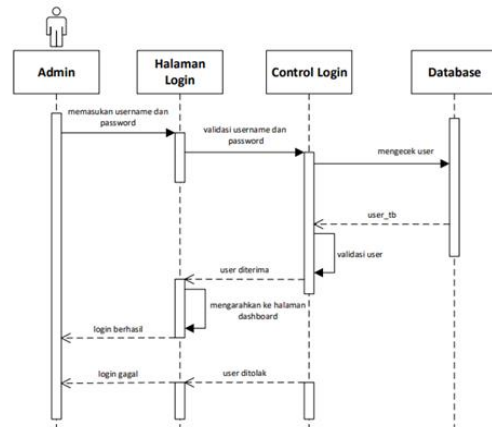 Admin
Halaman
Login
Control Login
Database
memasukan username dan
password
validasi username dan
password
mengecek user
user_tb
validasi user
user diterima
mengarahkan ke halaman
dashboard
login berhasil
login gagal
user ditolak